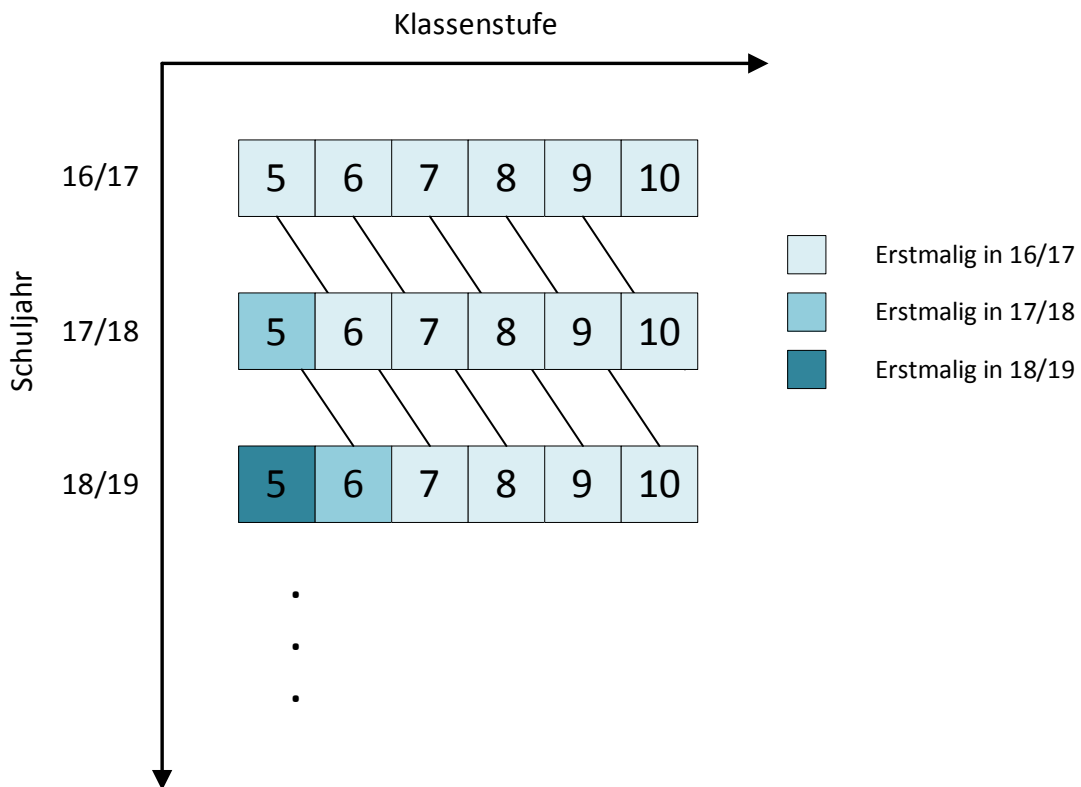 Klassenstufe
Schuljahr
16/17
5 6 7 8 9 10
17/18
5 6 7 8 9 10
18/19
5 6 7 8 9 10
Erstmalig in 16/17
Erstmalig in 17/18
Erstmalig in 18/19